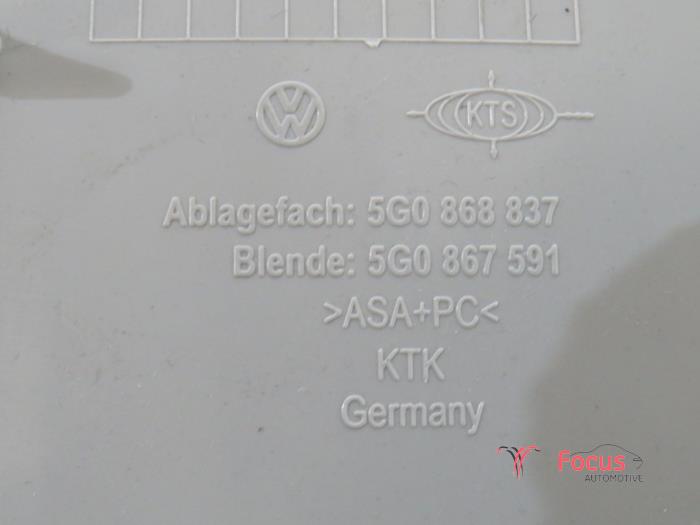 KTS
Ablagefach: 5G0 868 837
Blende: 5G0 867 591
>ASA+PC<
KTK
Germany
Focus
AUTOMOTIVE